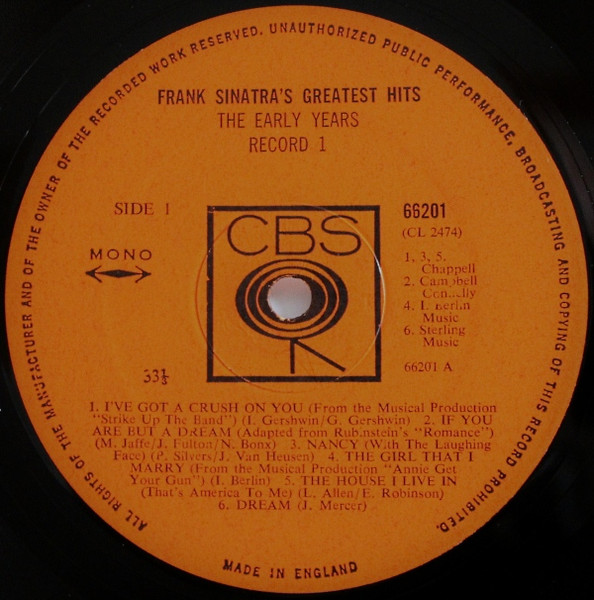 ALL RIGHTS OF THE MANUFACTURER AND OF THE OWNER OF THE RECORDED WORK RESERVED. UNAUTHORIZED PUBLIC PERFORMANCE, BROADCASTING AND COPYING OF THIS RECORD PROHIBITED.
FRANK SINATRA'S GREATEST HITS
THE EARLY YEARS
RECORD 1
SIDE 1
MONO
33⅓
CBS
66201
(CL 2474)
1. 3, 5.
Chappell
2. Campbell
Connelly
4. I. Berlin
Music
6. Sterling
Music
66201 A
1. I'VE GOT A CRUSH ON YOU (From the Musical Production
"Strike Up The Band") (I. Gershwin/G. Gershwin) 2. IF YOU
ARE BUT A DREAM (Adapted from Rubinstein's "Romance")
(M. Jaffe/J. Fulton/N. Bonx) 3. NANCY (With The Laughing
Face) (P. Silvers/J. Van Heusen) 4. THE GIRL THAT I
MARRY (From the Musical Production "Annie Get
Your Gun") (I. Berlin) 5. THE HOUSE I LIVE IN
(That's America To Me) (L. Allen/E. Robinson)
6. DREAM (J. Mercer)
MADE IN ENGLAND